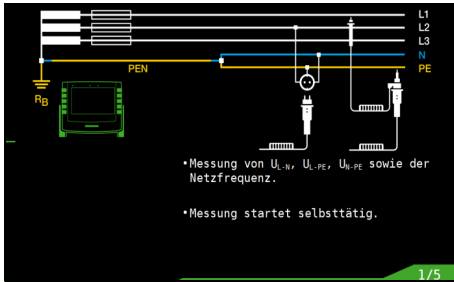 L1
L2
L3
N
PEN
PE
RB
•Messung von UL-N, UL-PE, UN-PE sowie der
Netzfrequenz.
•Messung startet selbsttätig.
1/5